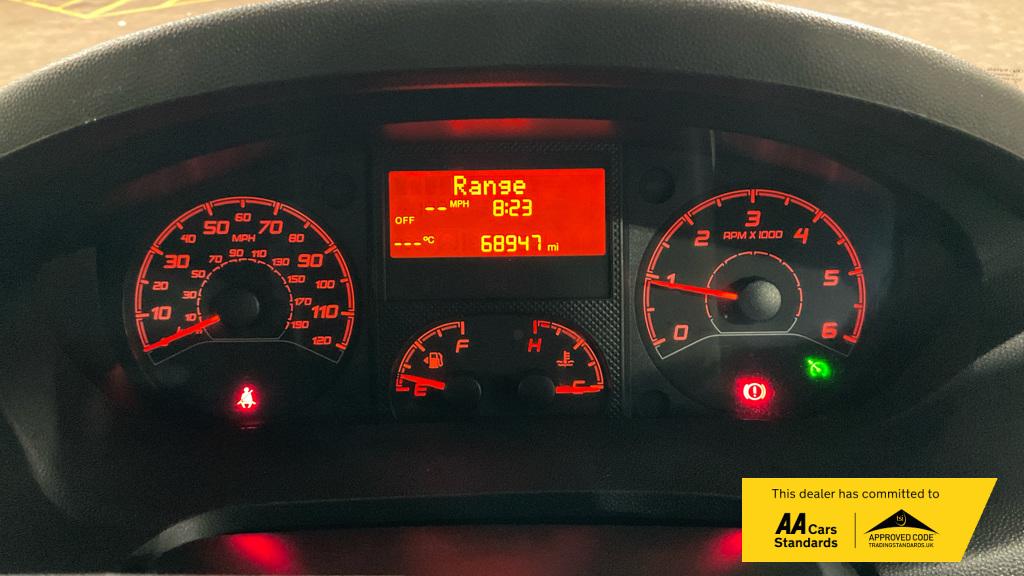 Range
-- MPH 8:23
OFF
---°C 68947 mi
10 20 30 40 50 60 70 80 90 100 110 120
MPH
10 30 50 70 90 110 130 150 170 190
0 1 2 3 4 5 6
RPM X 1000
F
E
H
C
This dealer has committed to
AA Cars
Standards
tsi
APPROVED CODE
TRADINGSTANDARDS.UK